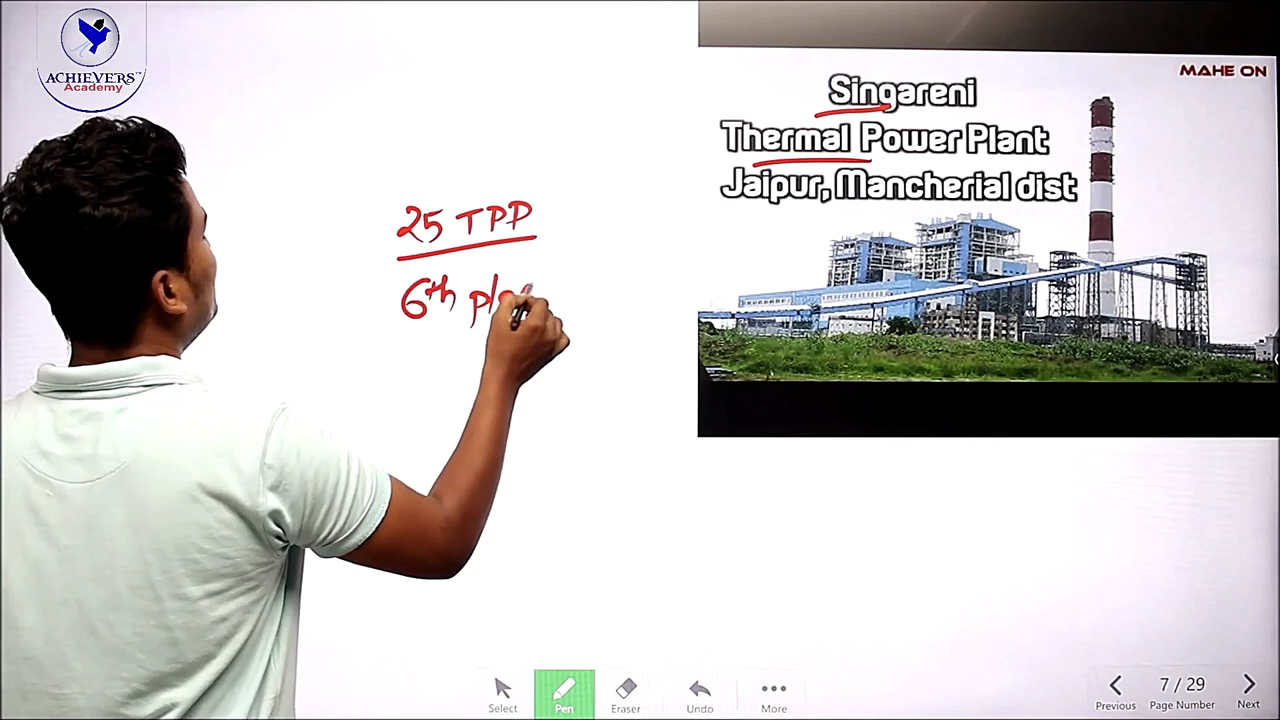 ACHIEVERS™
Academy
MAHE ON
Singareni
Thermal Power Plant
Jaipur, Mancherial dist
25 TPP
6th
Select
Pen
Eraser
Undo
More
Previous
7 / 29
Page Number
Next